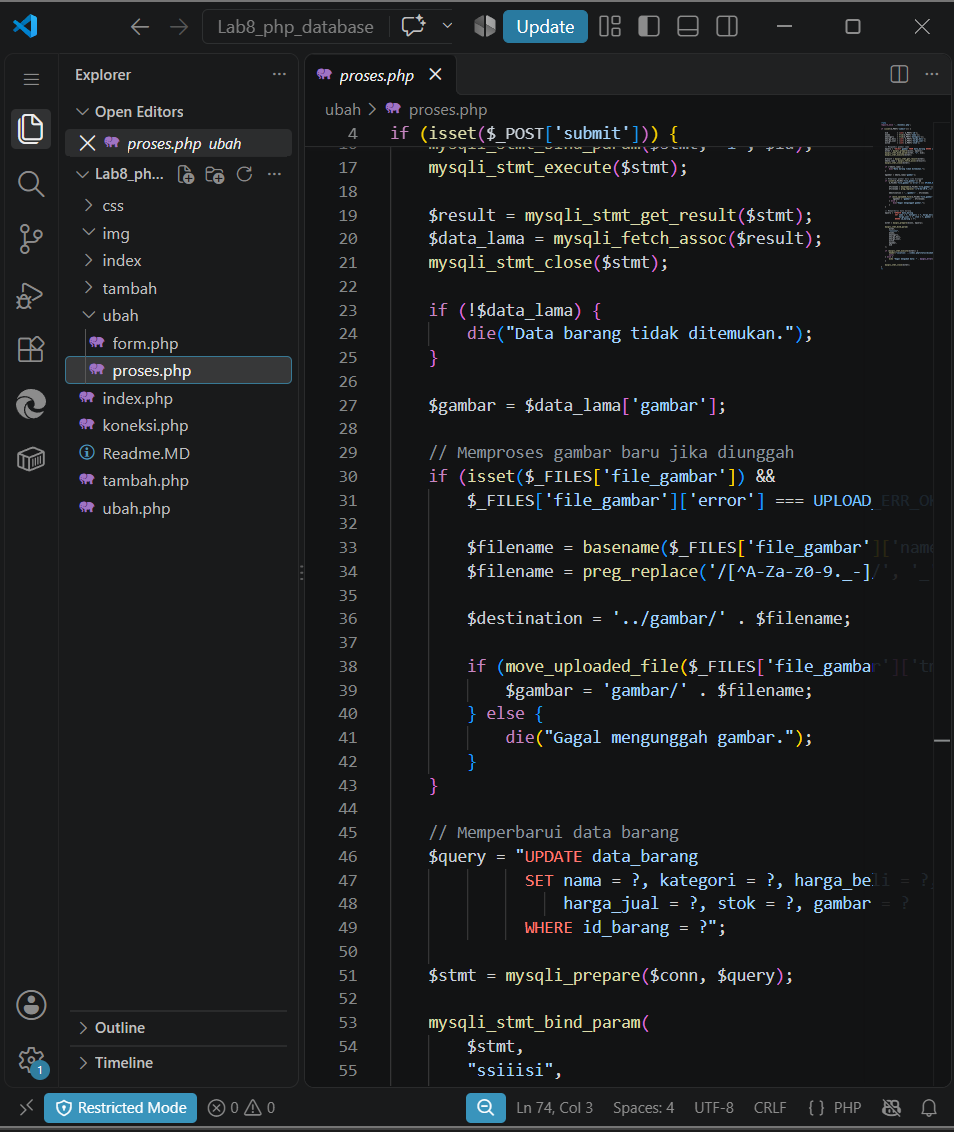 Lab8_php_database
Update
Explorer
Open Editors
proses.php ubah
Lab8_ph...
css
img
index
tambah
ubah
form.php
proses.php
index.php
koneksi.php
Readme.MD
tambah.php
ubah.php
Outline
Timeline
1
proses.php
ubah > proses.php
4 if (isset($_POST['submit'])) {
16 mysqli_stmt_bind_param($stmt, "i", $id);
17 mysqli_stmt_execute($stmt);
18
19 $result = mysqli_stmt_get_result($stmt);
20 $data_lama = mysqli_fetch_assoc($result);
21 mysqli_stmt_close($stmt);
22
23 if (!$data_lama) {
24 die("Data barang tidak ditemukan.");
25 }
26
27 $gambar = $data_lama['gambar'];
28
29 // Memproses gambar baru jika diunggah
30 if (isset($_FILES['file_gambar']) &&
31 $_FILES['file_gambar']['error'] === UPLOAD_ERR_O
32
33 $filename = basename($_FILES['file_gambar']['name
34 $filename = preg_replace('/[^A-Za-z0-9._-]/', '_
35
36 $destination = '../gambar/' . $filename;
37
38 if (move_uploaded_file($_FILES['file_gambar']['t
39 $gambar = 'gambar/' . $filename;
40 } else {
41 die("Gagal mengunggah gambar.");
42 }
43 }
44
45 // Memperbarui data barang
46 $query = "UPDATE data_barang
47 SET nama = ?, kategori = ?, harga_beli = ?,
48 harga_jual = ?, stok = ?, gambar = ?
49 WHERE id_barang = ?";
50
51 $stmt = mysqli_prepare($conn, $query);
52
53 mysqli_stmt_bind_param(
54 $stmt,
55 "ssiiisi",
Restricted Mode 0 0 Ln 74, Col 3 Spaces: 4 UTF-8 CRLF { } PHP